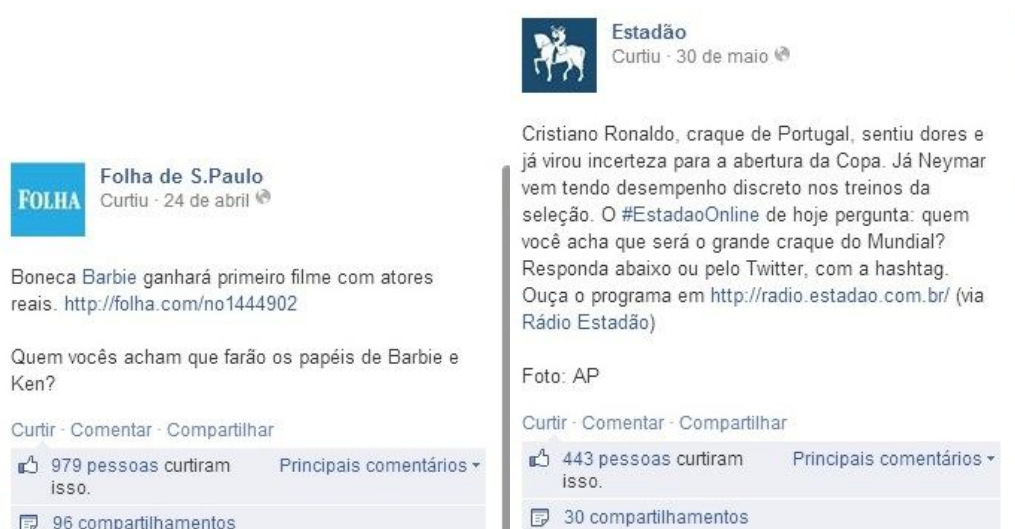 FOLHA
Folha de S.Paulo
Curtiu · 24 de abril
Boneca Barbie ganhará primeiro filme com atores
reais. http://folha.com/no1444902
Quem vocês acham que farão os papéis de Barbie e
Ken?
Curtir · Comentar · Compartilhar
979 pessoas curtiram
isso.
Principais comentários
96 compartilhamentos
Estadão
Curtiu · 30 de maio
Cristiano Ronaldo, craque de Portugal, sentiu dores e
já virou incerteza para a abertura da Copa. Já Neymar
vem tendo desempenho discreto nos treinos da
seleção. O #EstadaoOnline de hoje pergunta: quem
você acha que será o grande craque do Mundial?
Responda abaixo ou pelo Twitter, com a hashtag.
Ouça o programa em http://radio.estadao.com.br/ (via
Rádio Estadão)
Foto: AP
Curtir · Comentar · Compartilhar
443 pessoas curtiram
isso.
Principais comentários
30 compartilhamentos